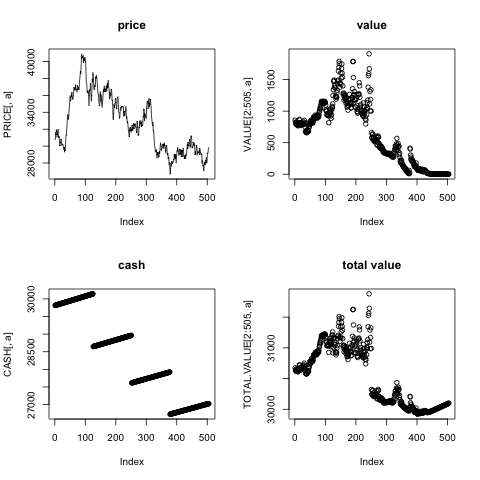 price
PRICE[, a]
28000 34000 40000
0 100 200 300 400 500
Index
value
VALUE[2:505, a]
0 500 1000 1500
0 100 200 300 400 500
Index
cash
CASH[, a]
27000 28500 30000
0 100 200 300 400 500
Index
total value
TOTAL.VALUE[2:505, a]
30000 31000
0 100 200 300 400 500
Index